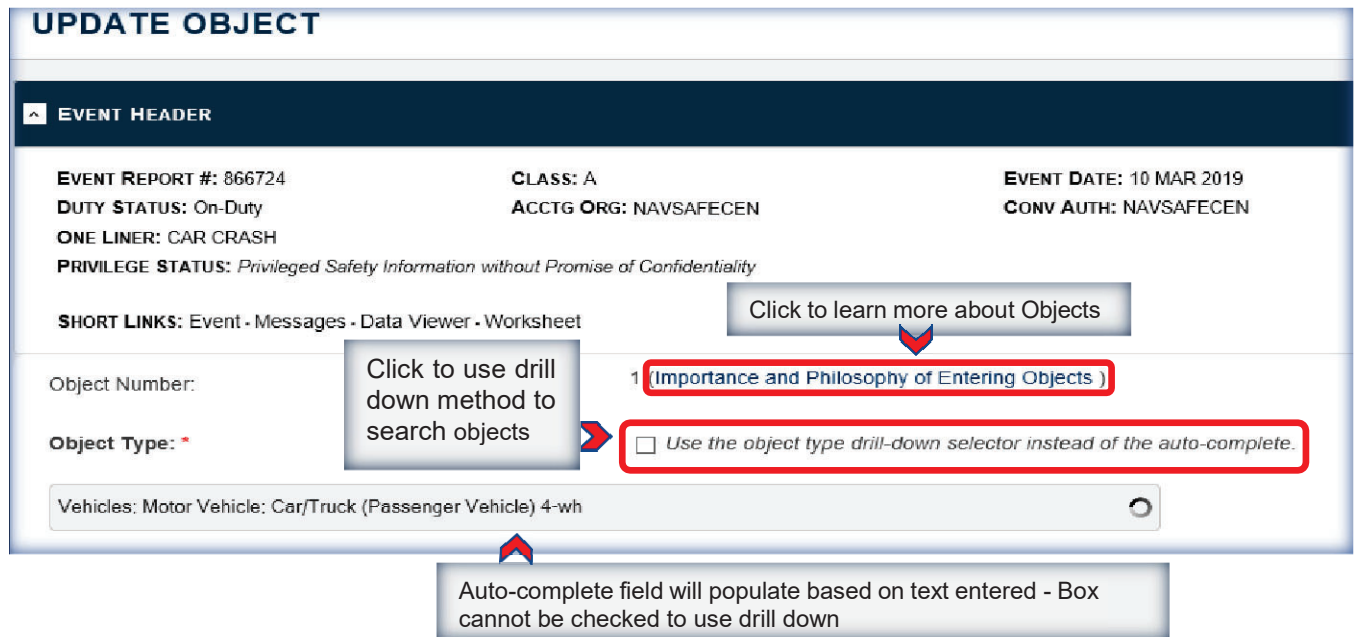 UPDATE OBJECT
EVENT HEADER
EVENT REPORT #: 866724 CLASS: A EVENT DATE: 10 MAR 2019
DUTY STATUS: On-Duty ACCTG ORG: NAVSAFECEN CONV AUTH: NAVSAFECEN
ONE LINER: CAR CRASH
PRIVILEGE STATUS: Privileged Safety Information without Promise of Confidentiality
Click to learn more about Objects
SHORT LINKS: Event - Messages - Data Viewer - Worksheet
Click to use drill
down method to
search objects
Object Number: 1 (Importance and Philosophy of Entering Objects )
Object Type: * Use the object type drill-down selector instead of the auto-complete.
Vehicles: Motor Vehicle: Car/Truck (Passenger Vehicle) 4-wh
Auto-complete field will populate based on text entered - Box
cannot be checked to use drill down